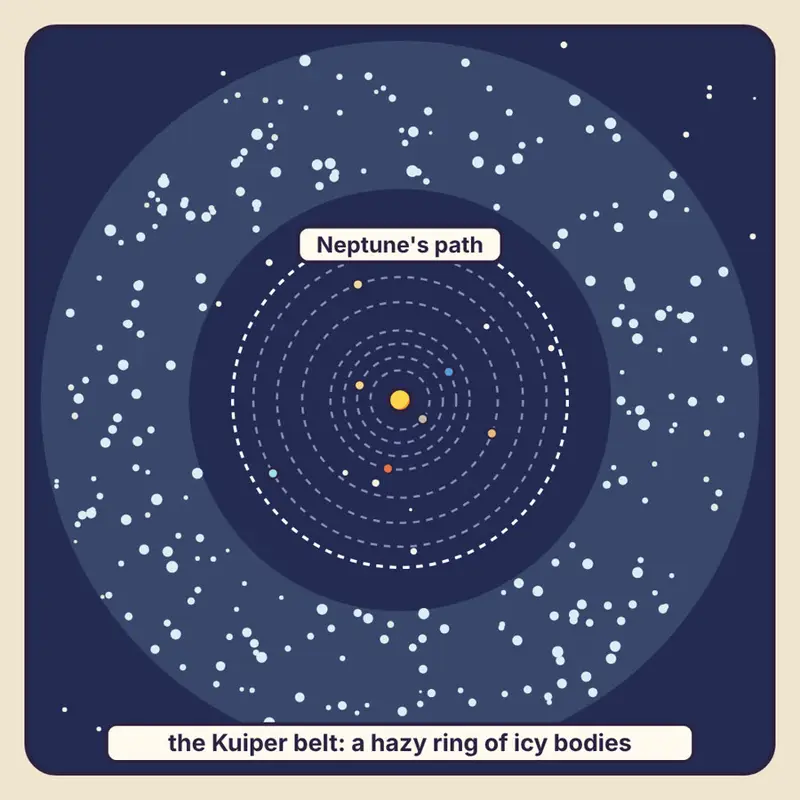 Neptune's path
the Kuiper belt: a hazy ring of icy bodies